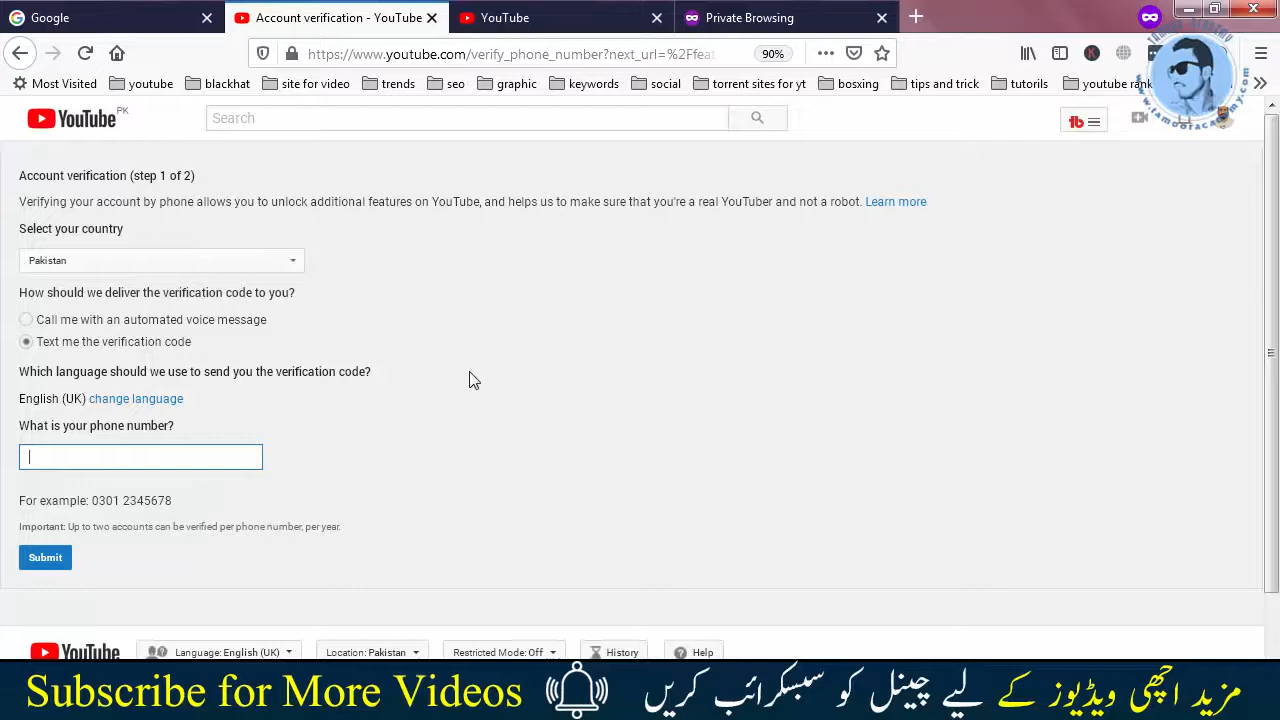 Google
Account verification - YouTube
YouTube
Private Browsing
https://www.youtube.com/verify_phone_number?next_url=%2Ffeat
90%
Most Visited
youtube
blackhat
site for video
trends
seo
graphic
keywords
social
torrent sites for yt
bosxing
tips and trick
tutorils
youtube rank
YouTube PK
Search
tb
www.tamooracademy.com
Account verification (step 1 of 2)
Verifying your account by phone allows you to unlock additional features on YouTube, and helps us to make sure that you're a real YouTuber and not a robot. Learn more
Select your country
Pakistan
How should we deliver the verification code to you?
Call me with an automated voice message
Text me the verification code
Which language should we use to send you the verification code?
English (UK) change language
What is your phone number?
For example: 0301 2345678
Important: Up to two accounts can be verified per phone number, per year.
Submit
YouTube
Language: English (UK)
Location: Pakistan
Restricted Mode: Off
History
Help
Subscribe for More Videos
مزید اچھی ویڈیوز کے لیے چینل کو سبسکرائب کریں